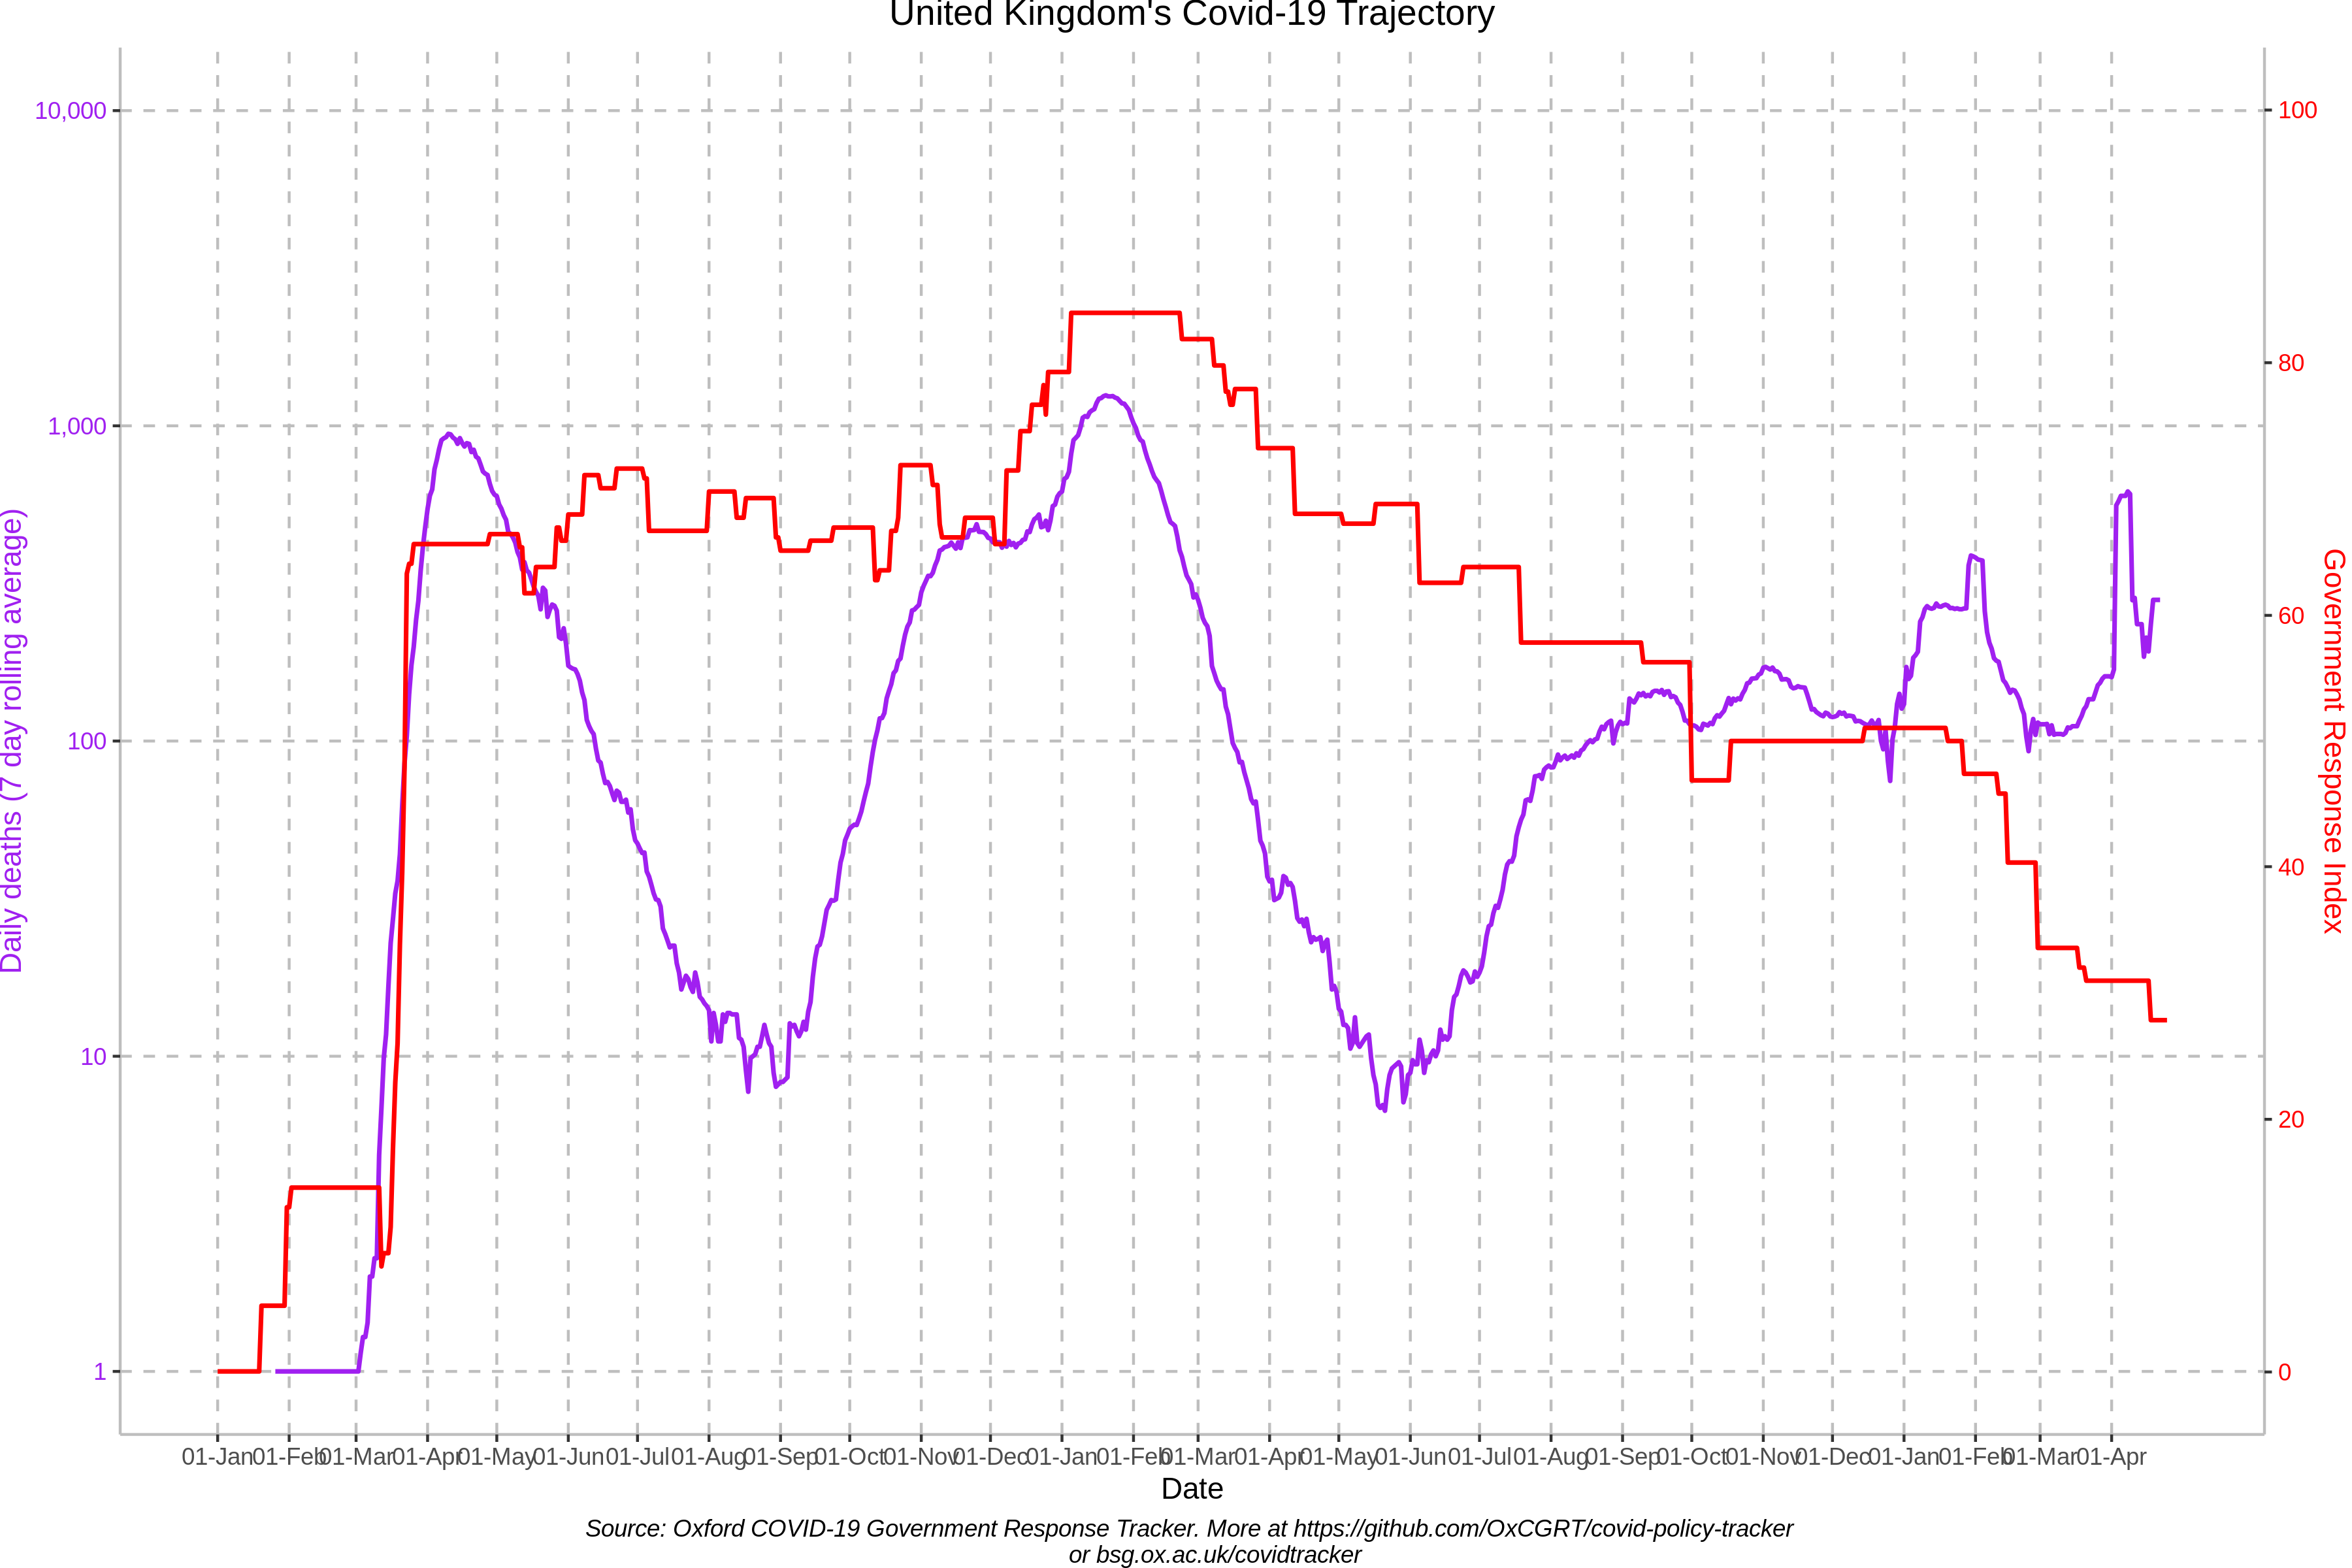 United Kingdom's Covid-19 Trajectory
10,000
1,000
100
10
1
Daily deaths (7 day rolling average)
100
80
60
40
20
0
Government Response Index
01-Jan 01-Feb 01-Mar 01-Apr 01-May 01-Jun 01-Jul 01-Aug 01-Sep 01-Oct 01-Nov 01-Dec 01-Jan 01-Feb 01-Mar 01-Apr 01-May 01-Jun 01-Jul 01-Aug 01-Sep 01-Oct 01-Nov 01-Dec 01-Jan 01-Feb 01-Mar 01-Apr
Date
Source: Oxford COVID-19 Government Response Tracker. More at https://github.com/OxCGRT/covid-policy-tracker
or bsg.ox.ac.uk/covidtracker